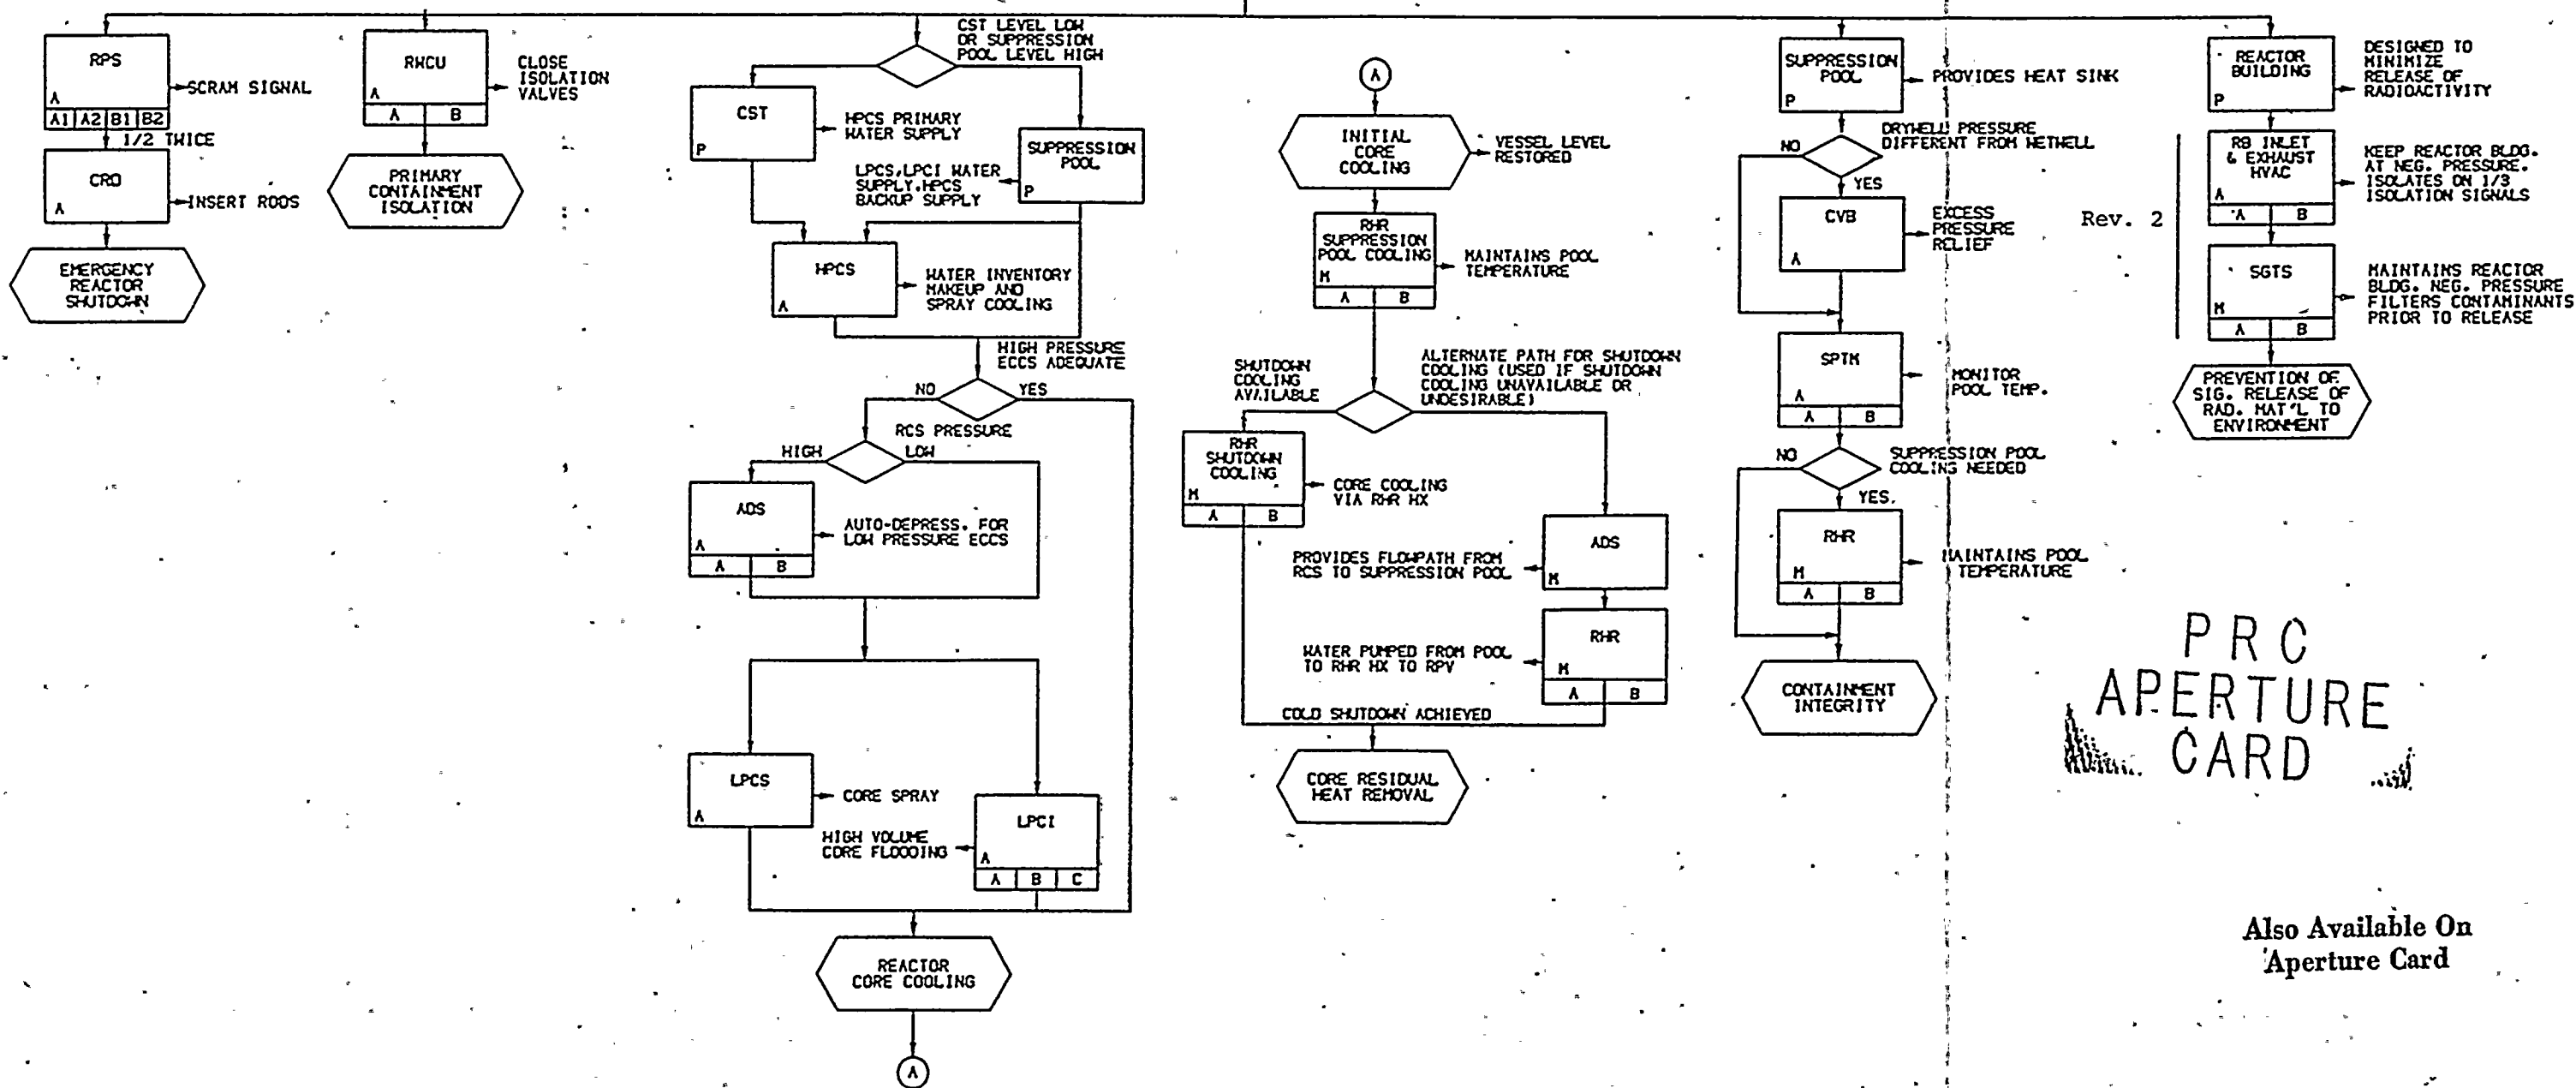 RPS
A
A1 A2 B1 B2
SCRAM SIGNAL
1/2 TWICE
CRD
A
INSERT RODS
EMERGENCY
REACTOR
SHUTDOWN
RWCU
A
A B
CLOSE
ISOLATION
VALVES
PRIMARY
CONTAINMENT
ISOLATION
CST LEVEL LOW
OR SUPPRESSION
POOL LEVEL HIGH
CST
P
HPCS PRIMARY
WATER SUPPLY
SUPPRESSION
POOL
P
LPCS,LPCI WATER
SUPPLY,HPCS
BACKUP SUPPLY
HPCS
A
WATER INVENTORY
MAKEUP AND
SPRAY COOLING
HIGH PRESSURE
ECCS ADEQUATE
NO
YES
RCS PRESSURE
HIGH
LOW
ADS
A
A B
AUTO-DEPRESS. FOR
LOW PRESSURE ECCS
LPCS
A
CORE SPRAY
LPCI
A
A B C
HIGH VOLUME
CORE FLOODING
REACTOR
CORE COOLING
A
A
INITIAL
CORE
COOLING
VESSEL LEVEL
RESTORED
RHR
SUPPRESSION
POOL COOLING
M
A B
MAINTAINS POOL
TEMPERATURE
SHUTDOWN
COOLING
AVAILABLE
ALTERNATE PATH FOR SHUTDOWN
COOLING (USED IF SHUTDOWN
COOLING UNAVAILABLE OR
UNDESIRABLE)
RHR
SHUTDOWN
COOLING
M
A B
CORE COOLING
VIA RHR HX
ADS
M
PROVIDES FLOWPATH FROM
RCS TO SUPPRESSION POOL
RHR
M
A B
WATER PUMPED FROM POOL
TO RHR HX TO RPV
COLD SHUTDOWN ACHIEVED
CORE RESIDUAL
HEAT REMOVAL
SUPPRESSION
POOL
P
PROVIDES HEAT SINK
DRYWELL PRESSURE
DIFFERENT FROM WETWELL
NO
YES
CVB
A
EXCESS
PRESSURE
RELIEF
SPTM
A
A B
MONITOR
POOL TEMP.
NO
SUPPRESSION POOL
COOLING NEEDED
YES.
RHR
M
A B
MAINTAINS POOL
TEMPERATURE
CONTAINMENT
INTEGRITY
REACTOR
BUILDING
P
DESIGNED TO
MINIMIZE
RELEASE OF
RADIOACTIVITY
Rev. 2
RB INLET
& EXHAUST
HVAC
A
A B
KEEP REACTOR BLDG.
AT NEG. PRESSURE.
ISOLATES ON 1/3
ISOLATION SIGNALS
SGTS
M
A B
MAINTAINS REACTOR
BLDG. NEG. PRESSURE
FILTERS CONTAMINANTS
PRIOR TO RELEASE
PREVENTION OF
SIG. RELEASE OF
RAD. MAT'L TO
ENVIRONMENT
PRC
APERTURE
CARD
Also Available On
Aperture Card